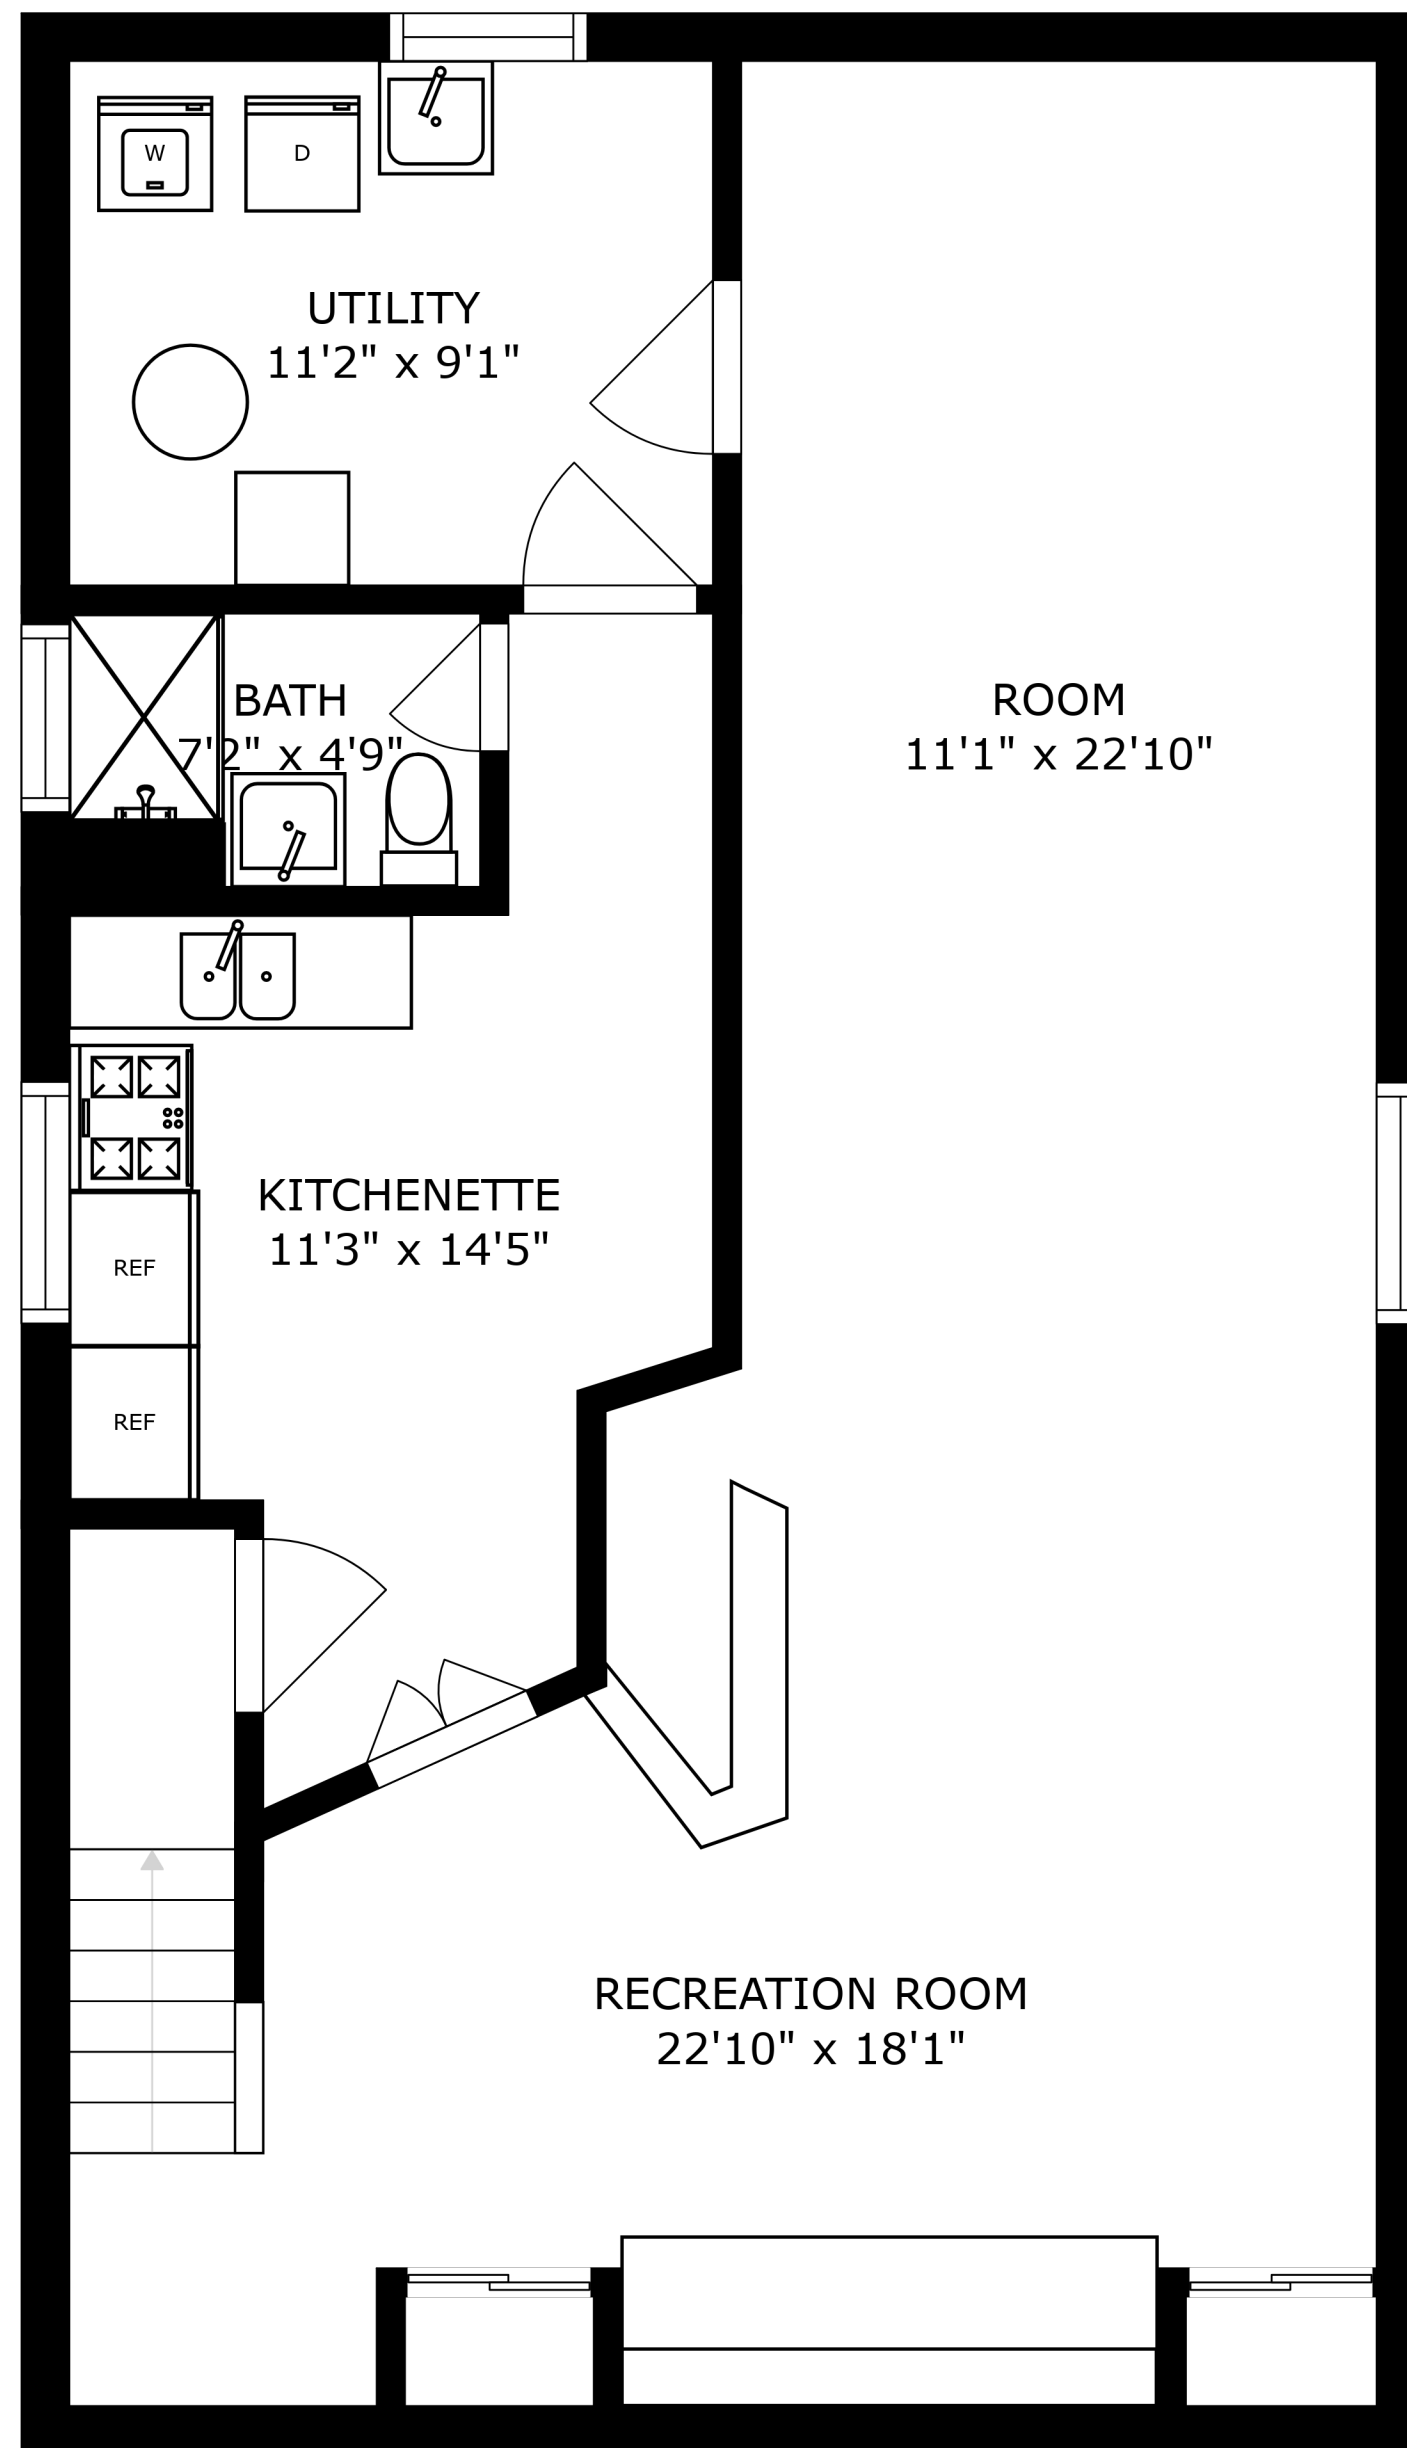 W
D
UTILITY
11'2" x 9'1"
BATH
7'2" x 4'9"
ROOM
11'1" x 22'10"
KITCHENETTE
11'3" x 14'5"
REF
REF
RECREATION ROOM
22'10" x 18'1"